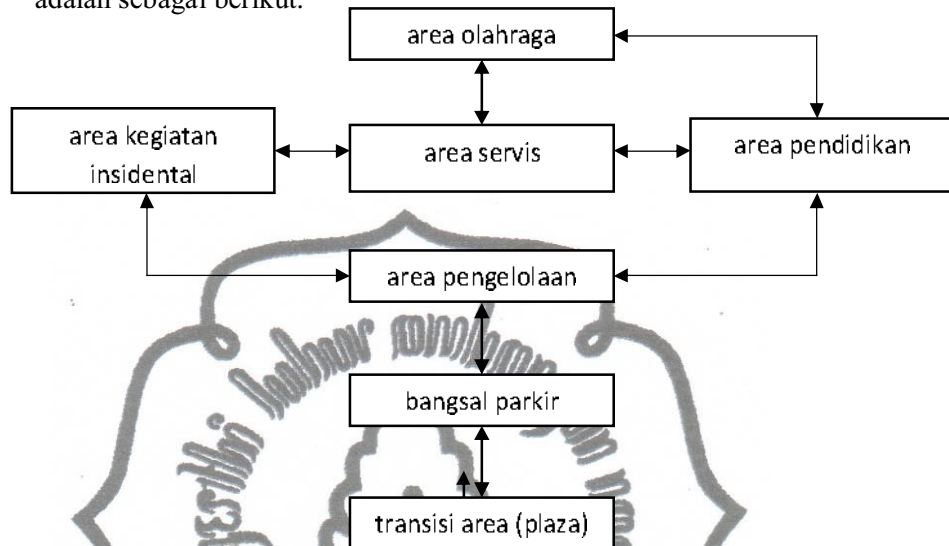 adalah sebagai berikut.
area olahraga
area kegiatan
insidental
area servis
area pendidikan
area pengelolaan
bangsal parkir
transisi area (plaza)